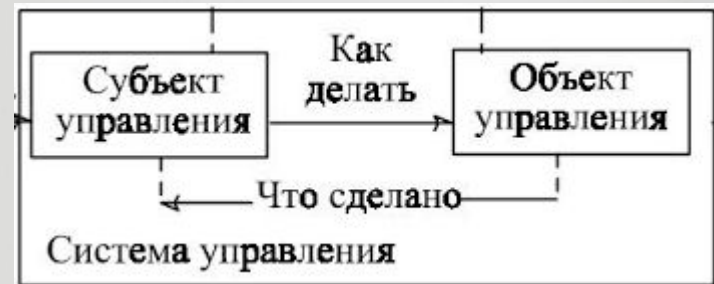 Субъект
управления
Как
делать
Объект
управления
Что сделано
Система управления